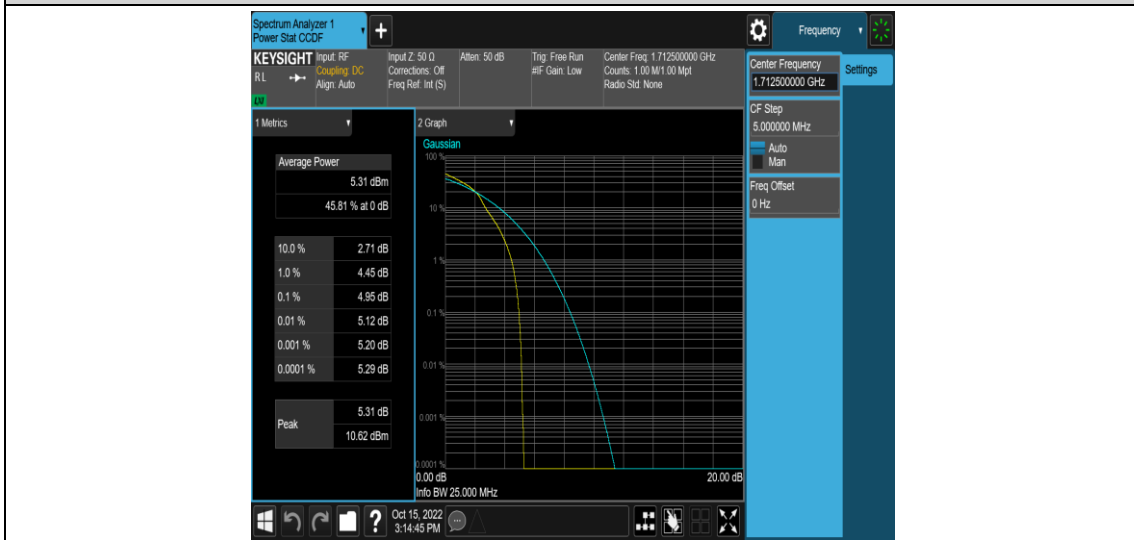 Spectrum Analyzer 1
Power Stat CCDF
+
Frequency
KEYSIGHT
RL
LXI
Input: RF
Coupling: DC
Align: Auto
Input Z: 50 Ω
Corrections: Off
Freq Ref: Int (S)
Atten: 50 dB
Trig: Free Run
#IF Gain: Low
Center Freq: 1.712500000 GHz
Counts: 1.00 M/1.00 Mpt
Radio Std: None
Center Frequency
1.712500000 GHz
Settings
CF Step
5.000000 MHz
Auto
Man
Freq Offset
0 Hz
1 Metrics
Average Power
5.31 dBm
45.81 % at 0 dB
10.0 % 2.71 dB
1.0 % 4.45 dB
0.1 % 4.95 dB
0.01 % 5.12 dB
0.001 % 5.20 dB
0.0001 % 5.29 dB
Peak
5.31 dB
10.62 dBm
2 Graph
Gaussian
100 %
10 %
1 %
0.1 %
0.01 %
0.001 %
0.0001 %
0.00 dB 20.00 dB
Info BW 25.000 MHz
?
Oct 15, 2022
3:14:45 PM